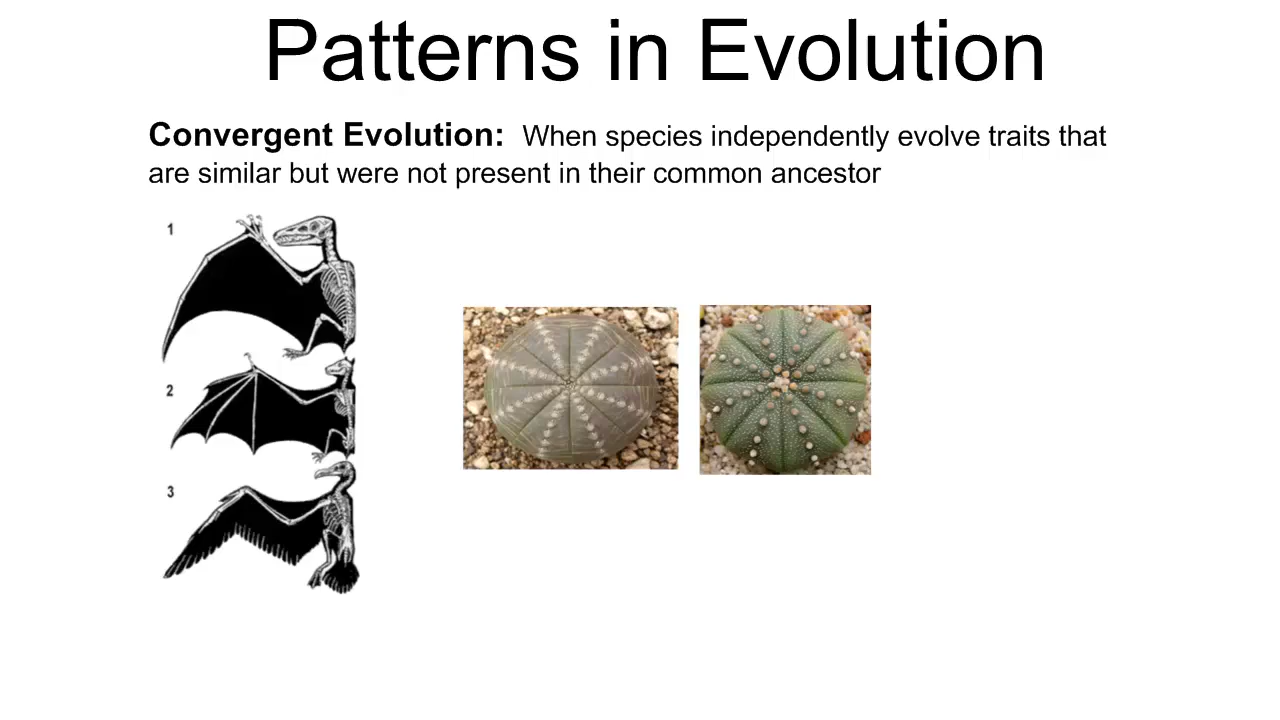 Patterns in Evolution
Convergent Evolution: When species independently evolve traits that
are similar but were not present in their common ancestor
1
2
3